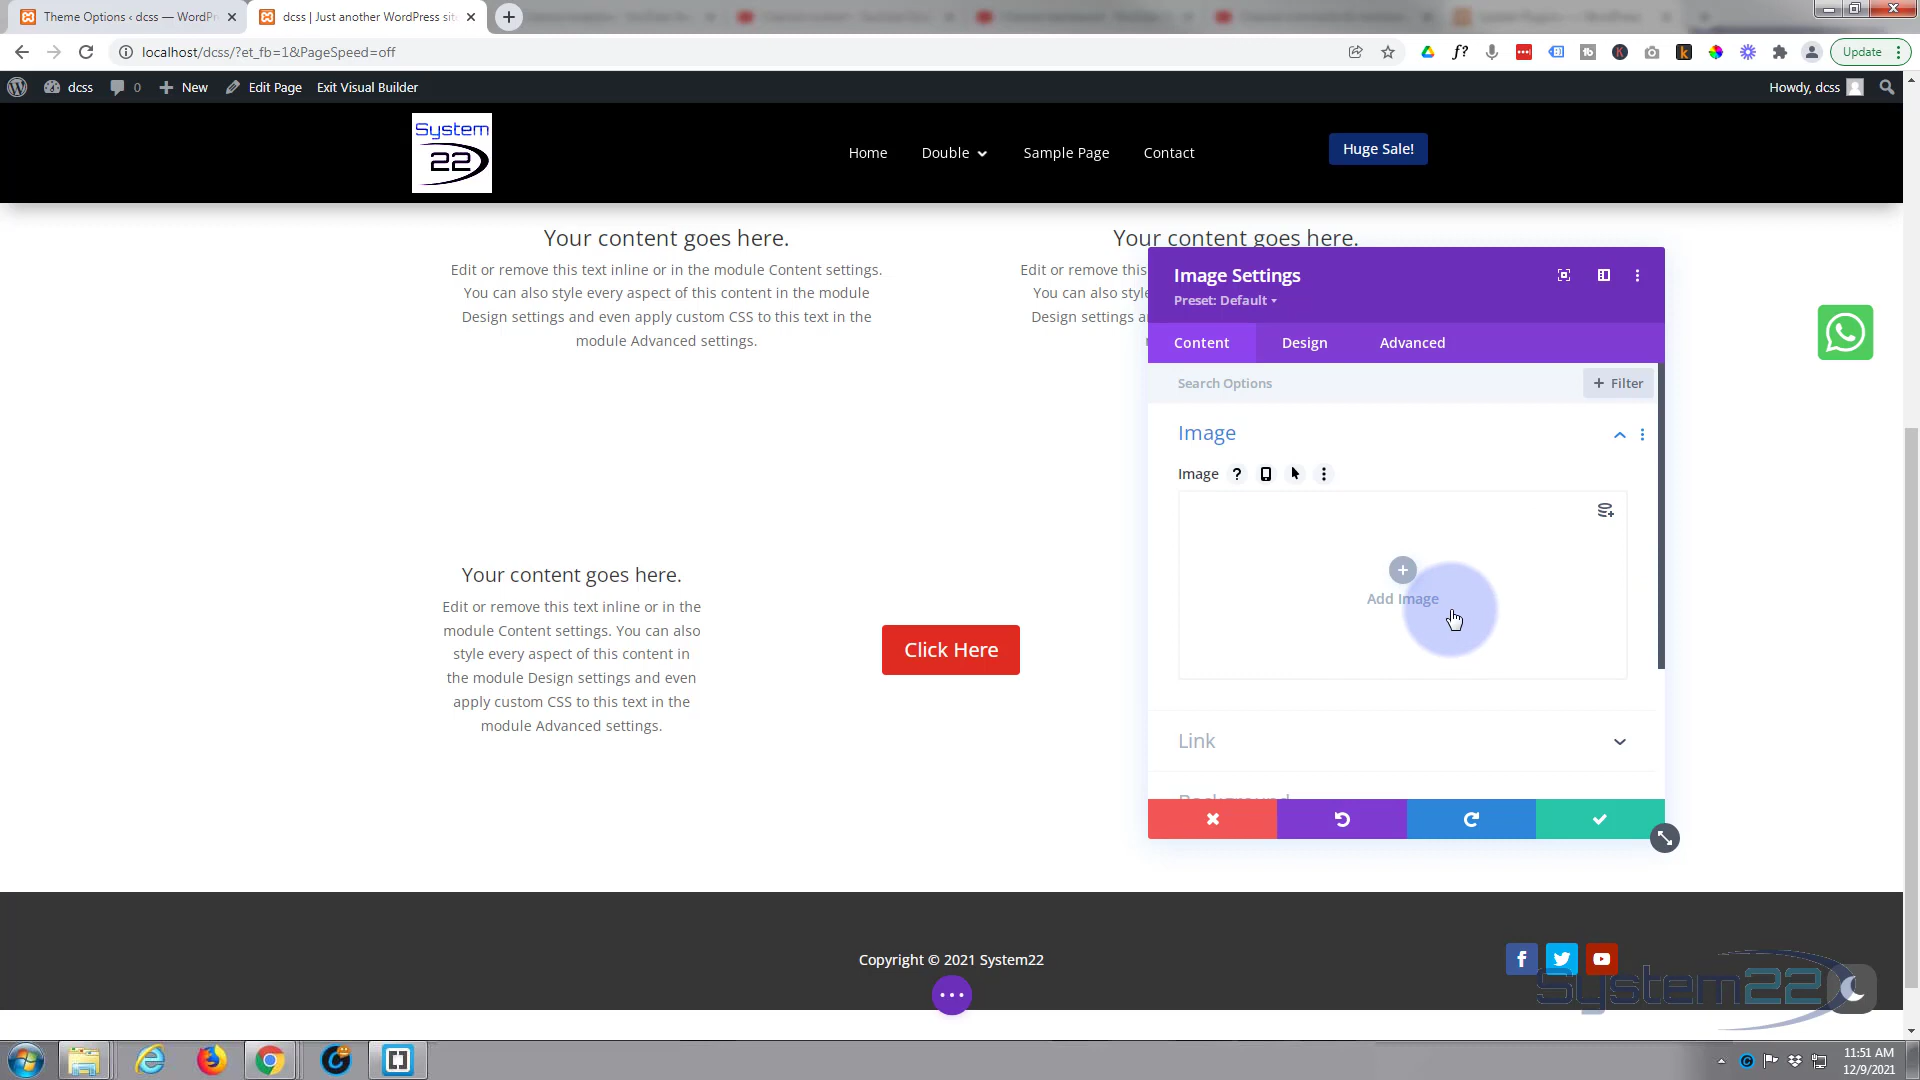 Theme Options ‹ dcss — WordPr
dcss | Just another WordPress sit
localhost/dcss/?et_fb=1&PageSpeed=off
Update
dcss
0
New
Edit Page
Exit Visual Builder
Howdy, dcss
System
22
Home
Double
Sample Page
Contact
Huge Sale!
Your content goes here.
Edit or remove this text inline or in the module Content settings.
You can also style every aspect of this content in the module
Design settings and even apply custom CSS to this text in the
module Advanced settings.
Your content goes here.
Edit or remove this
You can also style
Design settings a
Image Settings
Preset: Default
Content
Design
Advanced
Search Options
+ Filter
Image
Image
Add Image
Link
Background
Your content goes here.
Edit or remove this text inline or in the
module Content settings. You can also
style every aspect of this content in
the module Design settings and even
apply custom CSS to this text in the
module Advanced settings.
Click Here
Copyright © 2021 System22
System22
11:51 AM
12/9/2021